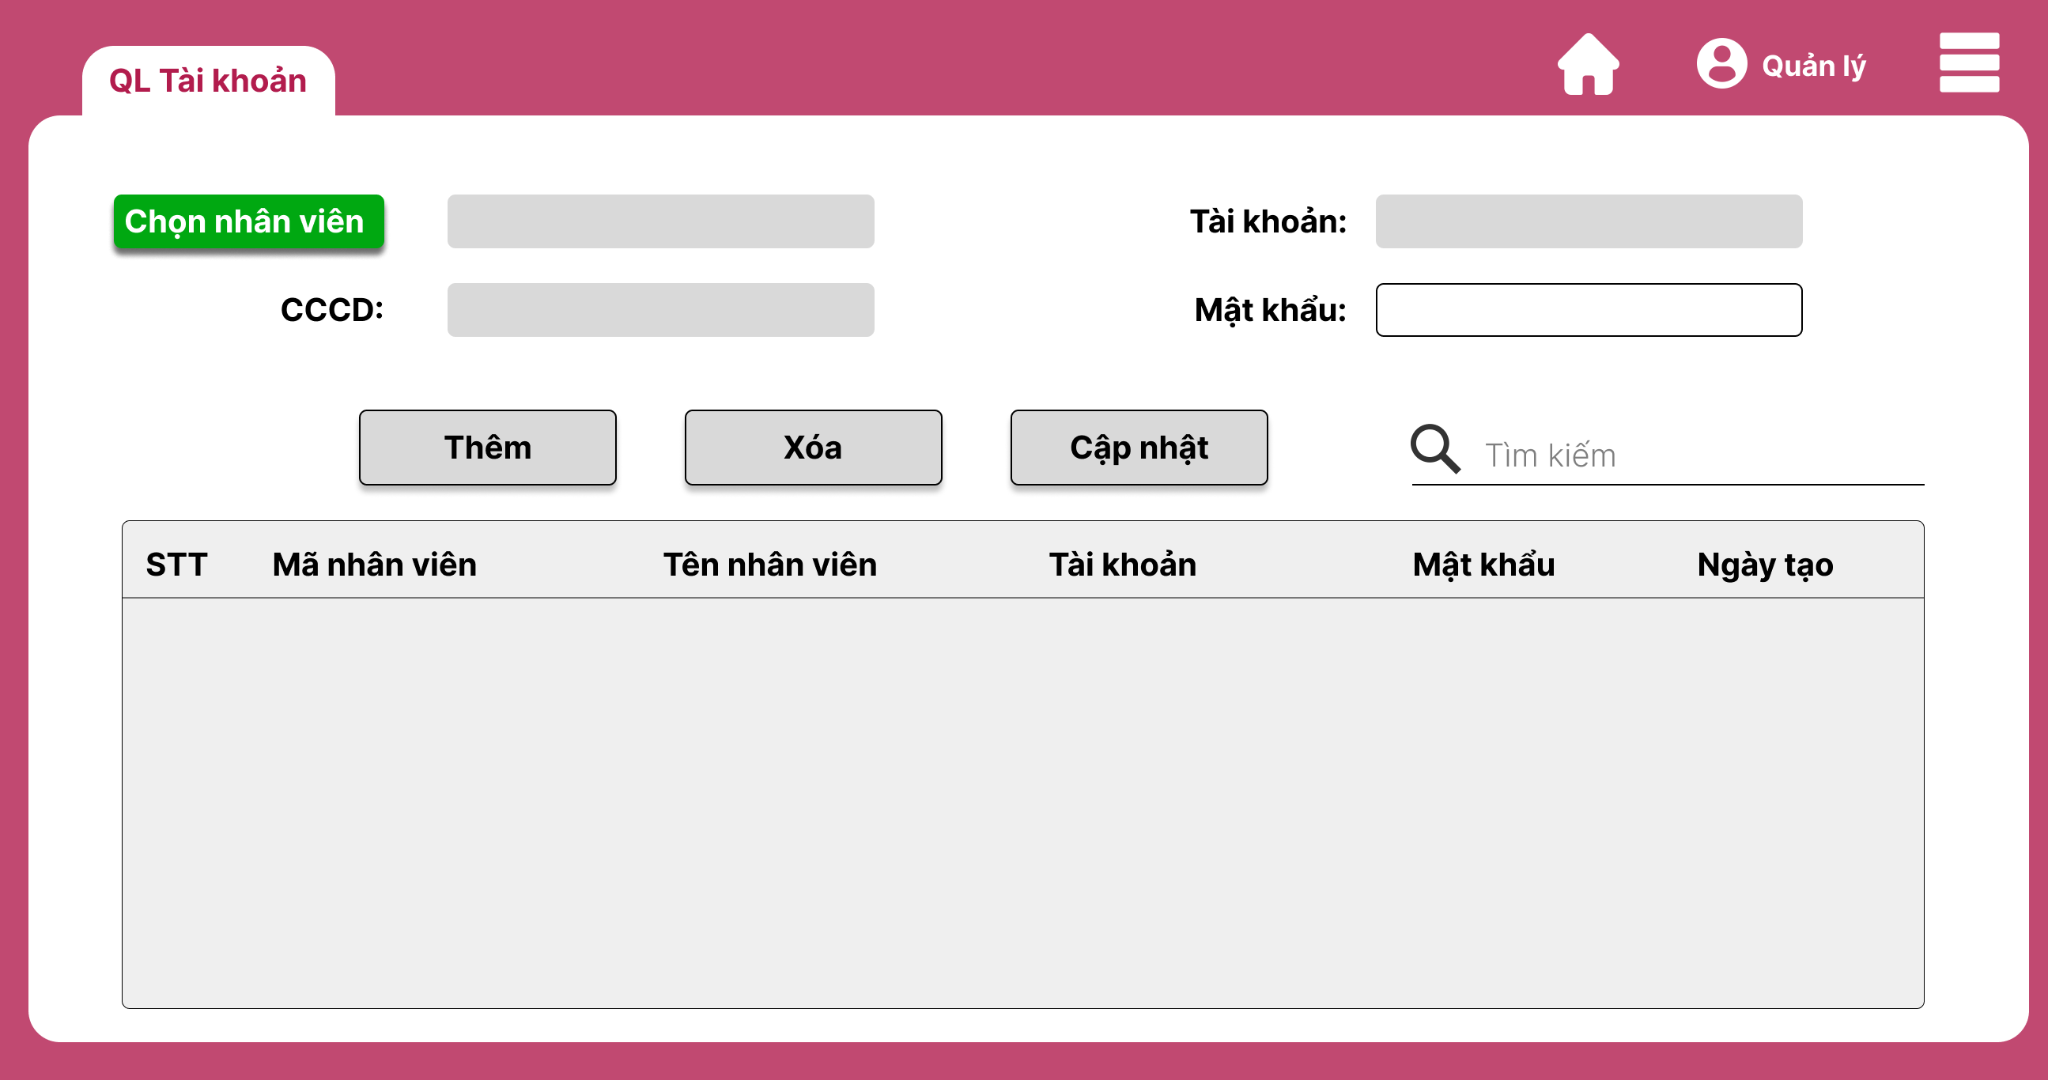 QL Tài khoản
Quản lý
Chọn nhân viên
Tài khoản:
CCCD:
Mật khẩu:
Thêm
Xóa
Cập nhật
Tìm kiếm
STT Mã nhân viên Tên nhân viên Tài khoản Mật khẩu Ngày tạo